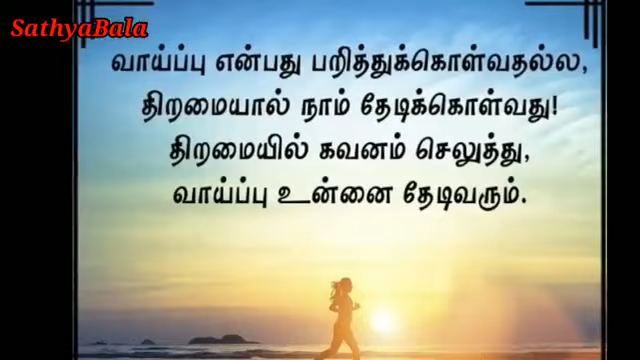 SathyaBala
வாய்ப்பு என்பது பறித்துக்கொள்வதல்ல,
திறமையால் நாம் தேடிக்கொள்வது!
திறமையில் கவனம் செலுத்து,
வாய்ப்பு உன்னை தேடிவரும்.